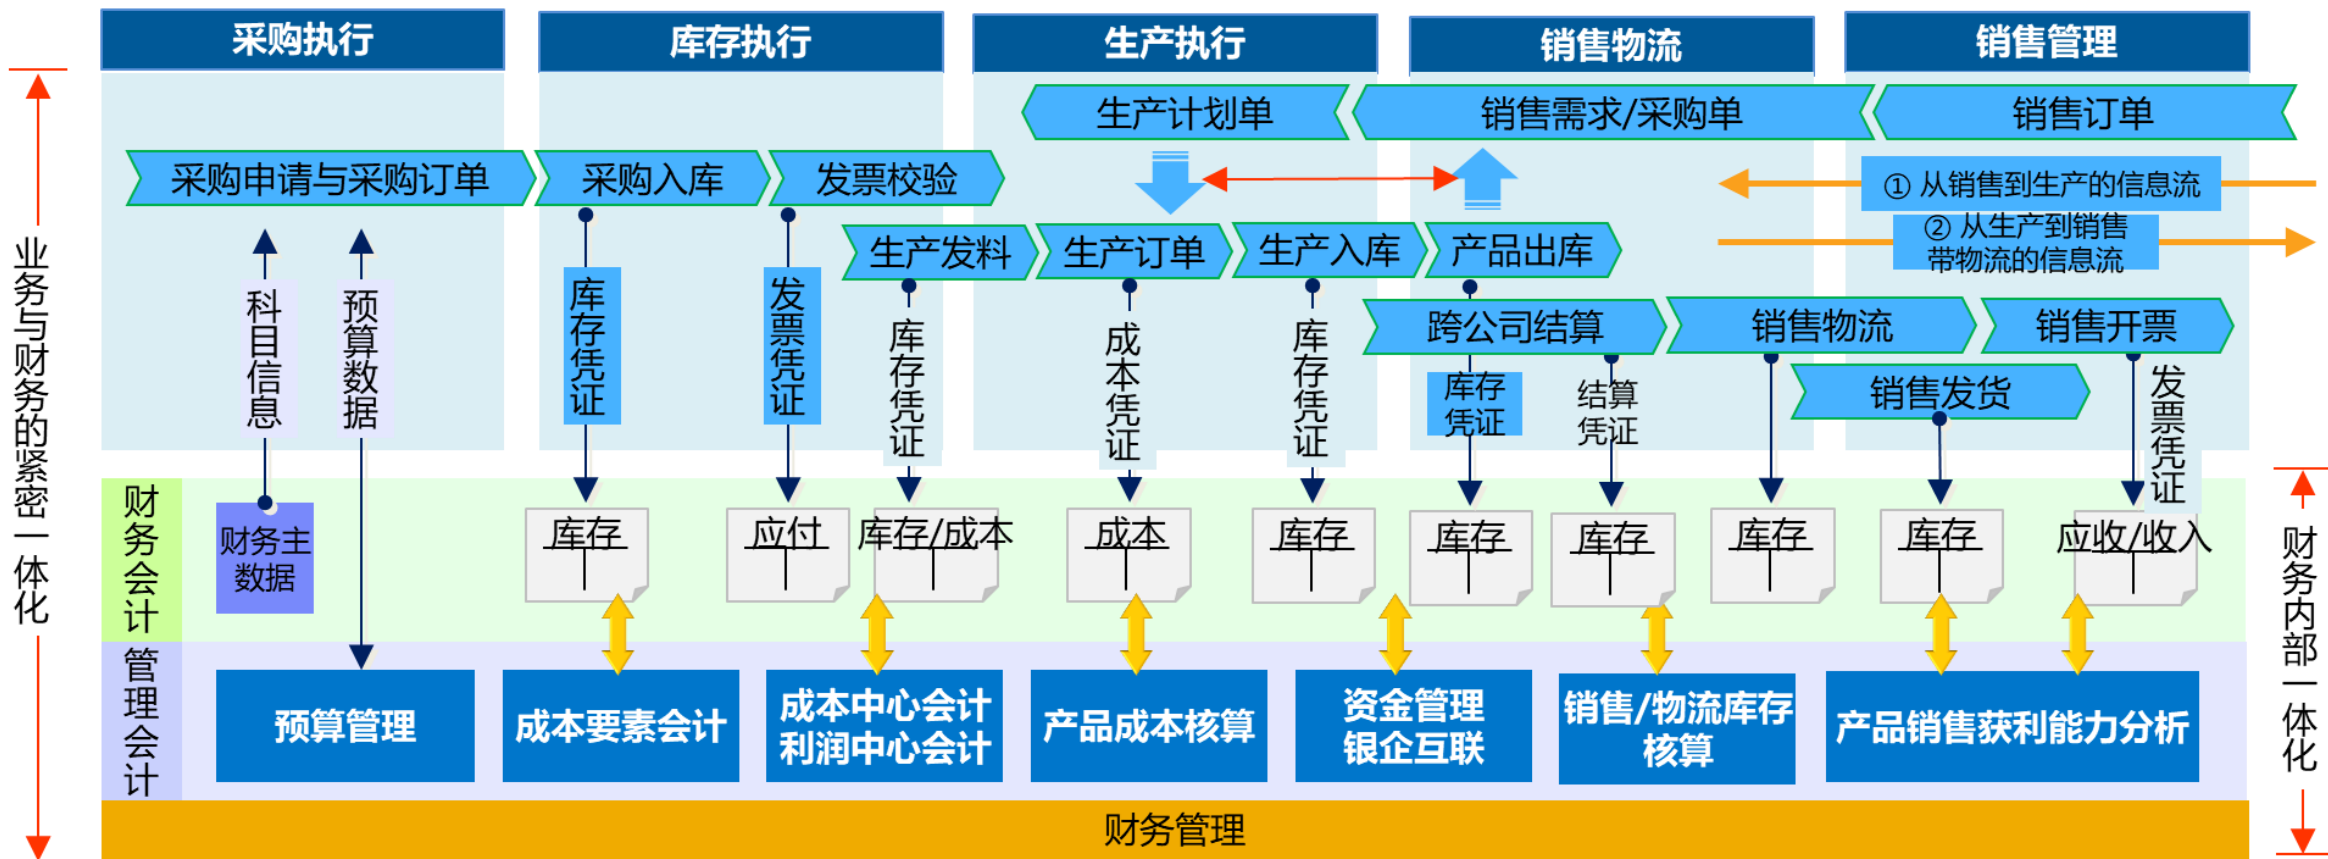 采购执行
库存执行
生产执行
销售物流
销售管理
生产计划单
销售需求/采购单
销售订单
采购申请与采购订单
采购入库
发票校验
① 从销售到生产的信息流
② 从生产到销售
带物流的信息流
生产发料
生产订单
生产入库
产品出库
跨公司结算
销售物流
销售开票
销售发货
业务与财务的紧密一体化
科目信息
预算数据
库存凭证
发票凭证
库存凭证
成本凭证
库存凭证
库存
凭证
结算
凭证
发票凭证
财务会计
财务主
数据
库存
应付
库存/成本
成本
库存
库存
库存
库存
库存
应收/收入
财务内部一体化
管理会计
预算管理
成本要素会计
成本中心会计
利润中心会计
产品成本核算
资金管理
银企互联
销售/物流库存
核算
产品销售获利能力分析
财务管理